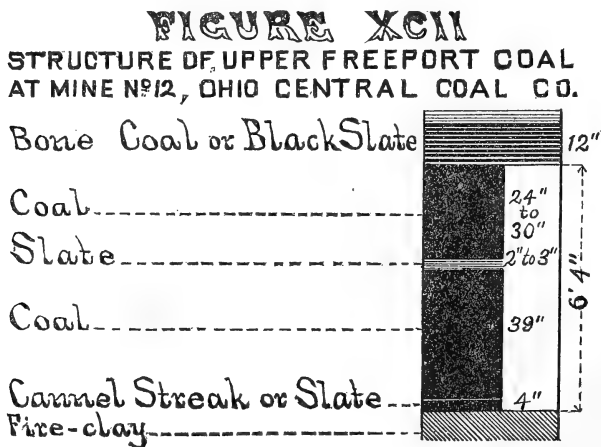 FIGURE XCII
STRUCTURE OF UPPER FREEPORT COAL
AT MINE Nº12, OHIO CENTRAL COAL CO.
Bone Coal or Black Slate 12"
Coal 24"
to
30"
Slate 2"to 3"
6'4"
Coal 39"
Cannel Streak or Slate 4"
Fire-clay